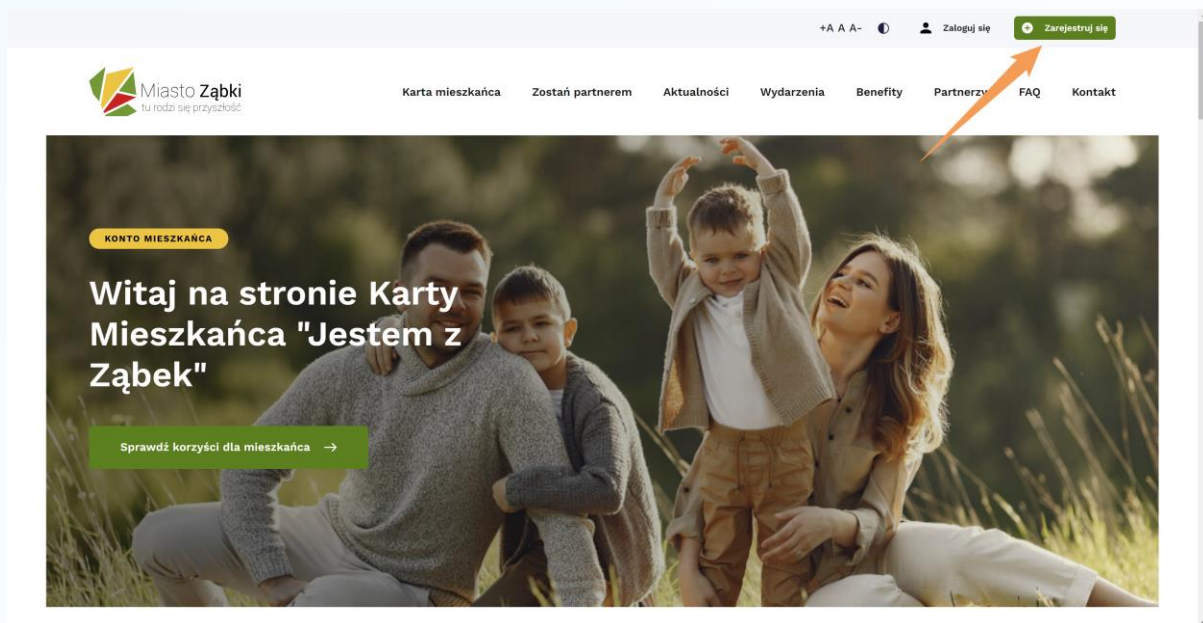 +A A A-
Zaloguj się
Zarejestruj się
Miasto Ząbki
tu rodzi się przyszłość
Karta mieszkańca Zostań partnerem Aktualności Wydarzenia Benefity Partnerzy FAQ Kontakt
KONTO MIESZKAŃCA
Witaj na stronie Karty
Mieszkańca "Jestem z
Ząbek"
Sprawdź korzyści dla mieszkańca →